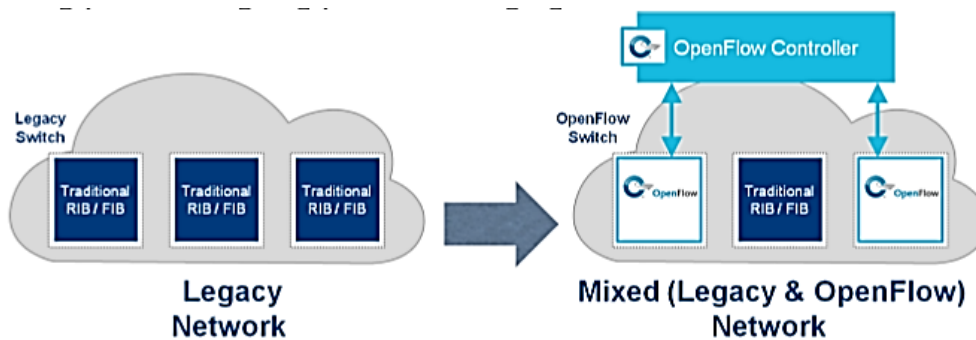 OpenFlow Controller
Legacy
Switch
Traditional
RIB / FIB
Traditional
RIB / FIB
Traditional
RIB / FIB
Legacy
Network
OpenFlow
Switch
OpenFlow
Traditional
RIB / FIB
OpenFlow
Mixed (Legacy & OpenFlow)
Network